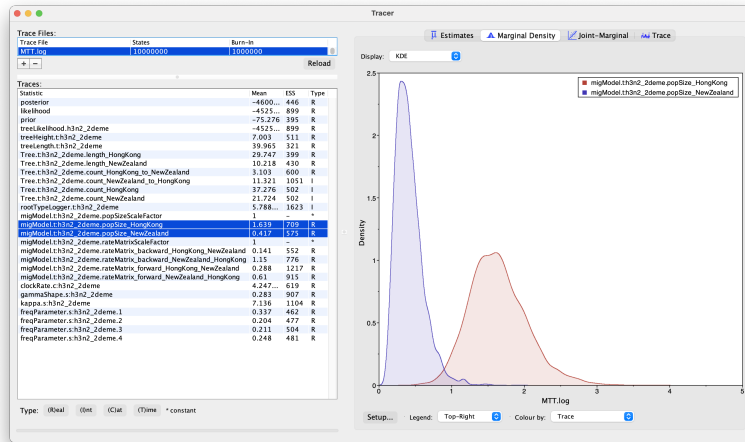 Tracer
Trace Files:
Trace File States Burn-In
MTT.log 10000000 1000000
+ − Reload
Traces:
Statistic Mean ESS Type
posterior −4600... 446 R
likelihood −4525... 899 R
prior −75.276 395 R
treeLikelihood.h3n2_2deme −4525... 899 R
treeHeight.t:h3n2_2deme 7.003 511 R
treeLength.t:h3n2_2deme 39.965 321 R
Tree.t:h3n2_2deme.length_HongKong 29.747 399 R
Tree.t:h3n2_2deme.length_NewZealand 10.218 430 R
Tree.t:h3n2_2deme.count_HongKong_to_NewZealand 3.103 600 R
Tree.t:h3n2_2deme.count_NewZealand_to_HongKong 11.321 1051 I
Tree.t:h3n2_2deme.count_HongKong 37.276 502 I
Tree.t:h3n2_2deme.count_NewZealand 21.724 502 I
rootTypeLogger.t:h3n2_2deme 5.788... 1623 I
migModel.t:h3n2_2deme.popSizeScaleFactor 1 – *
migModel.t:h3n2_2deme.popSize_HongKong 1.639 709 R
migModel.t:h3n2_2deme.popSize_NewZealand 0.417 575 R
migModel.t:h3n2_2deme.rateMatrixScaleFactor 1 – *
migModel.t:h3n2_2deme.rateMatrix_backward_HongKong_NewZealand 0.141 552 R
migModel.t:h3n2_2deme.rateMatrix_backward_NewZealand_HongKong 1.15 776 R
migModel.t:h3n2_2deme.rateMatrix_forward_HongKong_NewZealand 0.288 1217 R
migModel.t:h3n2_2deme.rateMatrix_forward_NewZealand_HongKong 0.61 915 R
clockRate.c:h3n2_2deme 4.247... 619 R
gammaShape.s:h3n2_2deme 0.283 907 R
kappa.s:h3n2_2deme 7.136 1104 R
freqParameter.s:h3n2_2deme.1 0.337 462 R
freqParameter.s:h3n2_2deme.2 0.204 477 R
freqParameter.s:h3n2_2deme.3 0.211 504 R
freqParameter.s:h3n2_2deme.4 0.248 481 R
Type: (R)eal (I)nt (C)at (T)ime * constant
Estimates Marginal Density Joint-Marginal Trace
Display: KDE
migModel.t:h3n2_2deme.popSize_HongKong
migModel.t:h3n2_2deme.popSize_NewZealand
2.5
2
1.5
1
0.5
0
Density
0 1 2 3 4 5
MTT.log
Setup... Legend: Top-Right Colour by: Trace